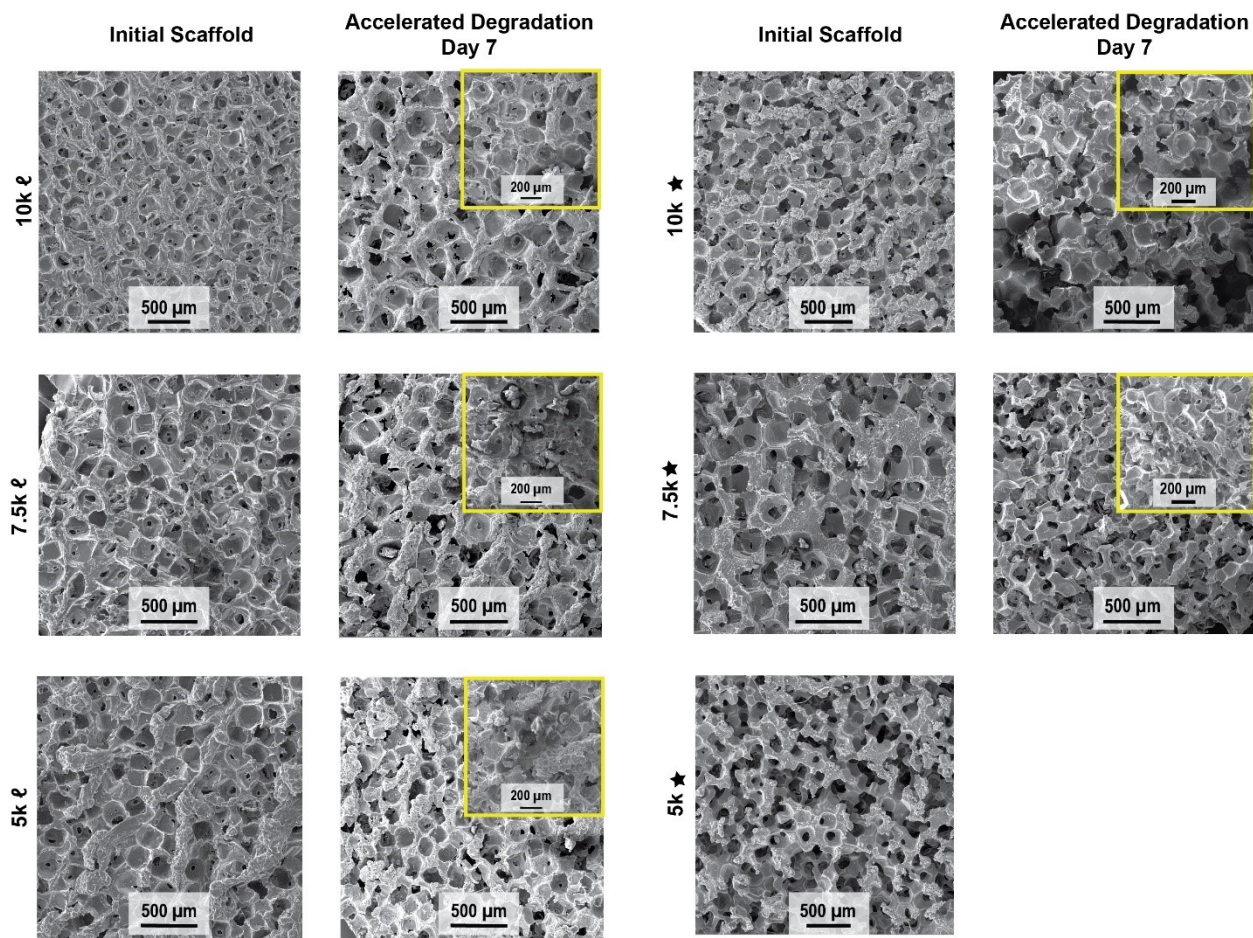 Initial Scaffold
Accelerated Degradation
Day 7
Initial Scaffold
Accelerated Degradation
Day 7
10k ℓ
500 µm
200 µm
500 µm
10k ★
500 µm
200 µm
500 µm
7.5k ℓ
500 µm
200 µm
500 µm
7.5k ★
500 µm
200 µm
500 µm
5k ℓ
500 µm
200 µm
500 µm
5k ★
500 µm